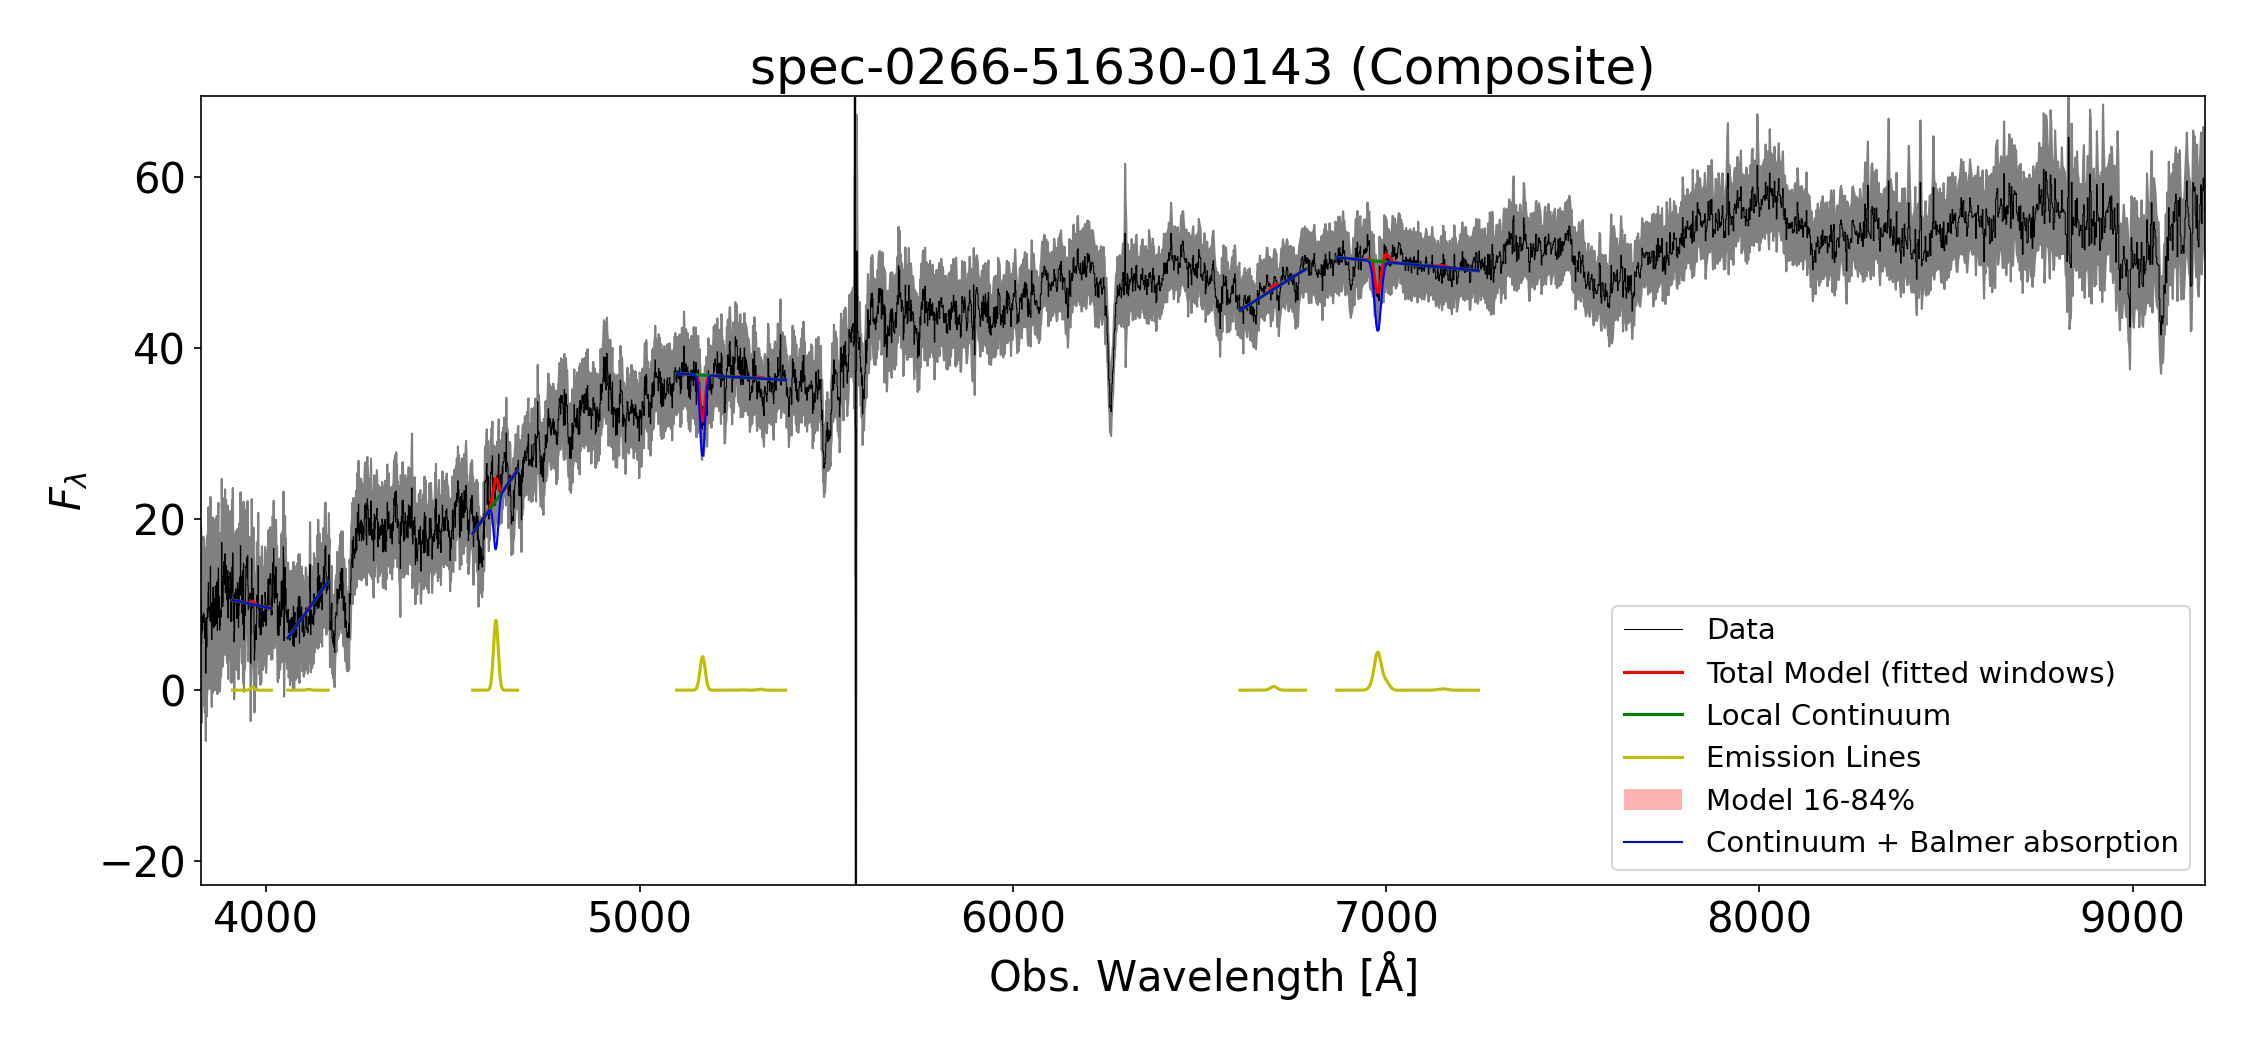 spec-0266-51630-0143 (Composite)
60
40
20
0
−20
F_λ
4000 5000 6000 7000 8000 9000
Obs. Wavelength [Å]
Data
Total Model (fitted windows)
Local Continuum
Emission Lines
Model 16-84%
Continuum + Balmer absorption